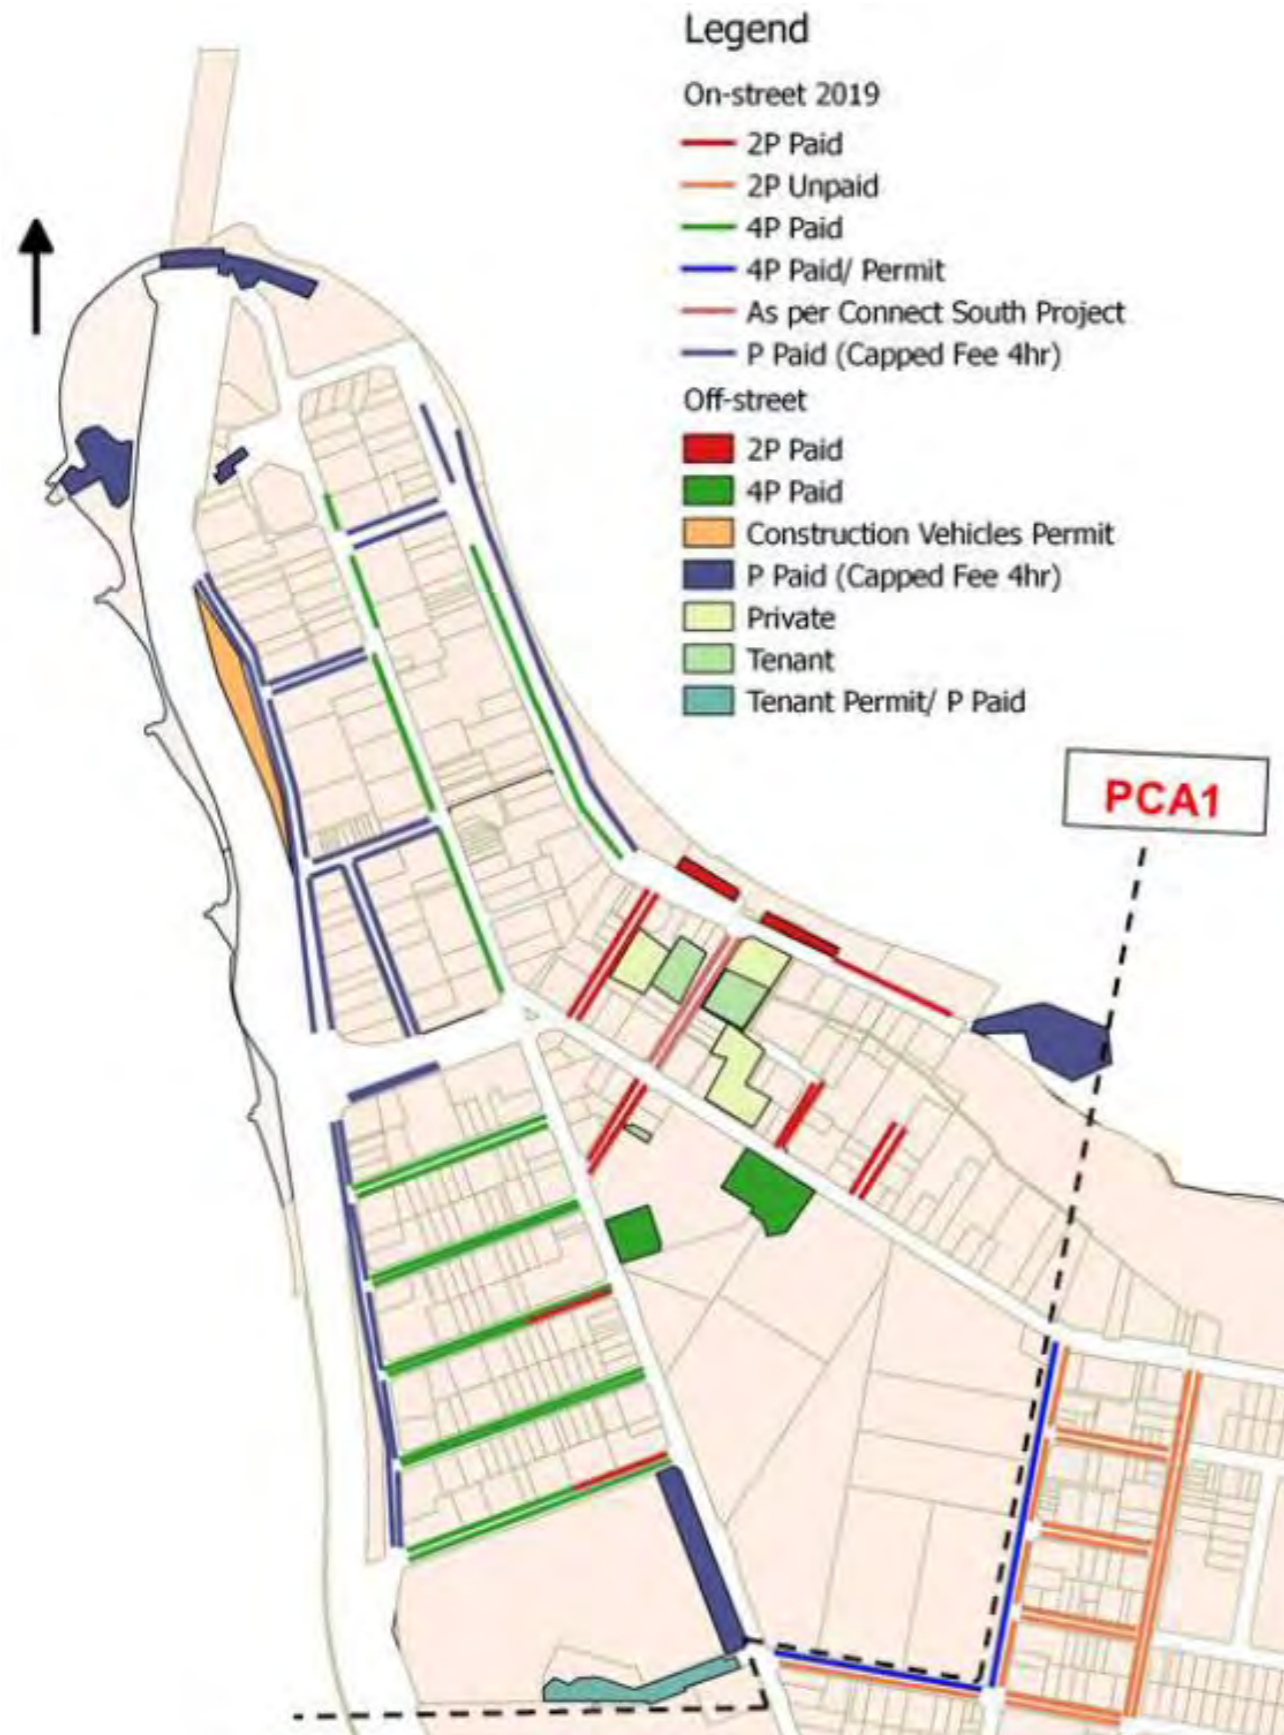 Legend
On-street 2019
2P Paid
2P Unpaid
4P Paid
4P Paid/ Permit
As per Connect South Project
P Paid (Capped Fee 4hr)
Off-street
2P Paid
4P Paid
Construction Vehicles Permit
P Paid (Capped Fee 4hr)
Private
Tenant
Tenant Permit/ P Paid
PCA1